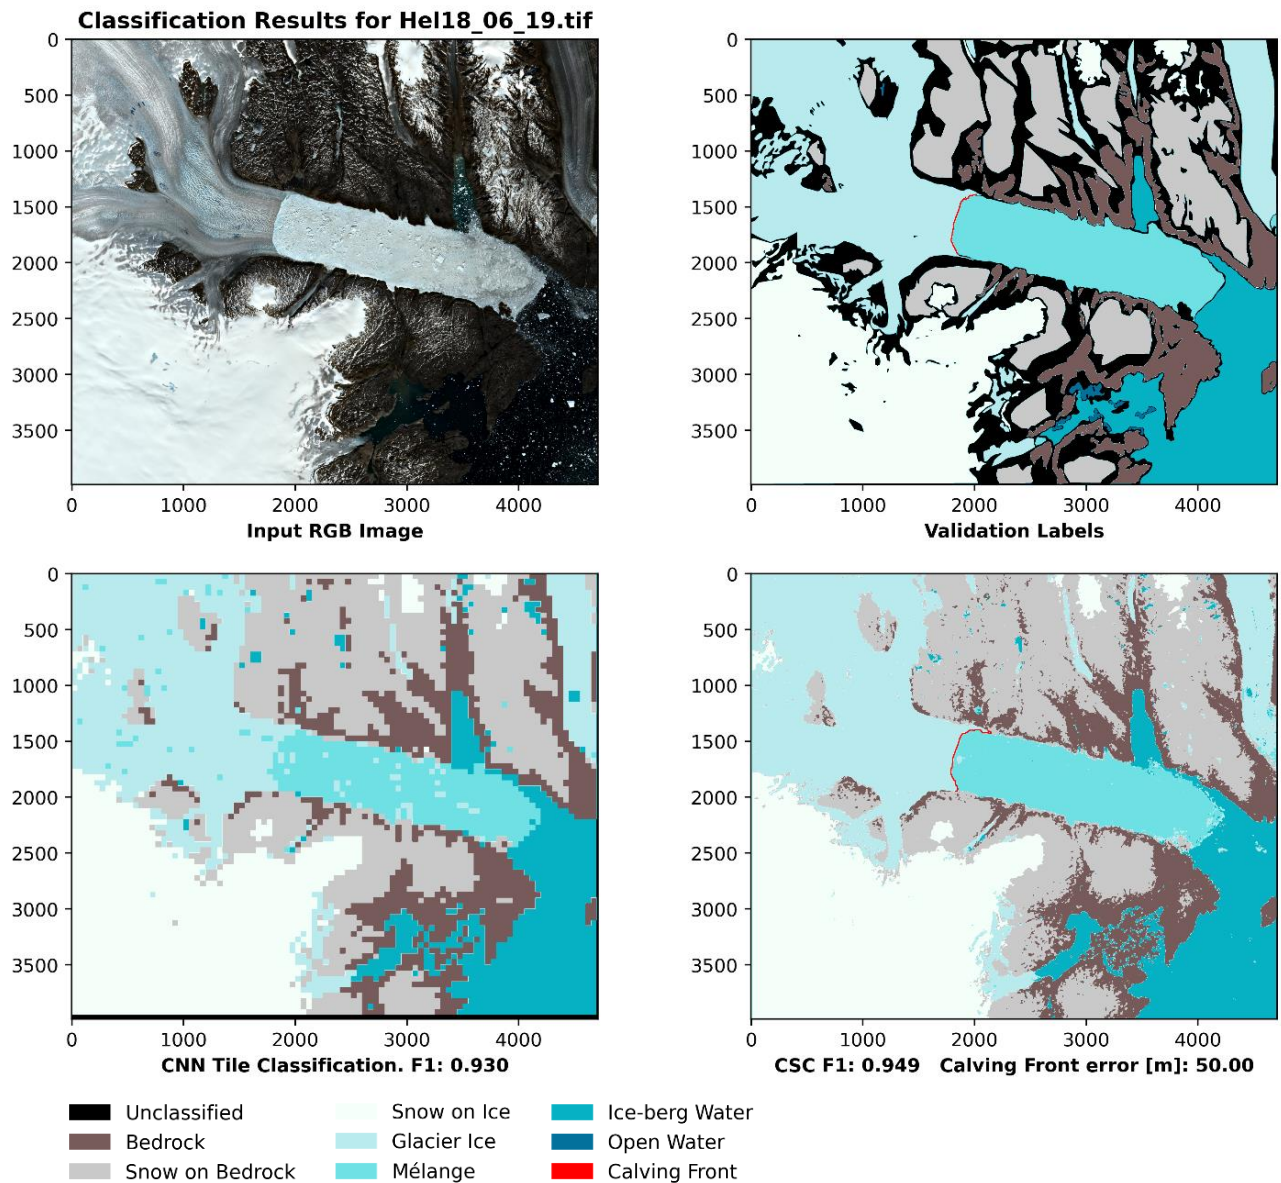 Classification Results for Hel18_06_19.tif
0
500
1000
1500
2000
2500
3000
3500
0 1000 2000 3000 4000
Input RGB Image
0
500
1000
1500
2000
2500
3000
3500
0 1000 2000 3000 4000
Validation Labels
0
500
1000
1500
2000
2500
3000
3500
0 1000 2000 3000 4000
CNN Tile Classification. F1: 0.930
0
500
1000
1500
2000
2500
3000
3500
0 1000 2000 3000 4000
CSC F1: 0.949 Calving Front error [m]: 50.00
Unclassified
Bedrock
Snow on Bedrock
Snow on Ice
Glacier Ice
Mélange
Ice-berg Water
Open Water
Calving Front